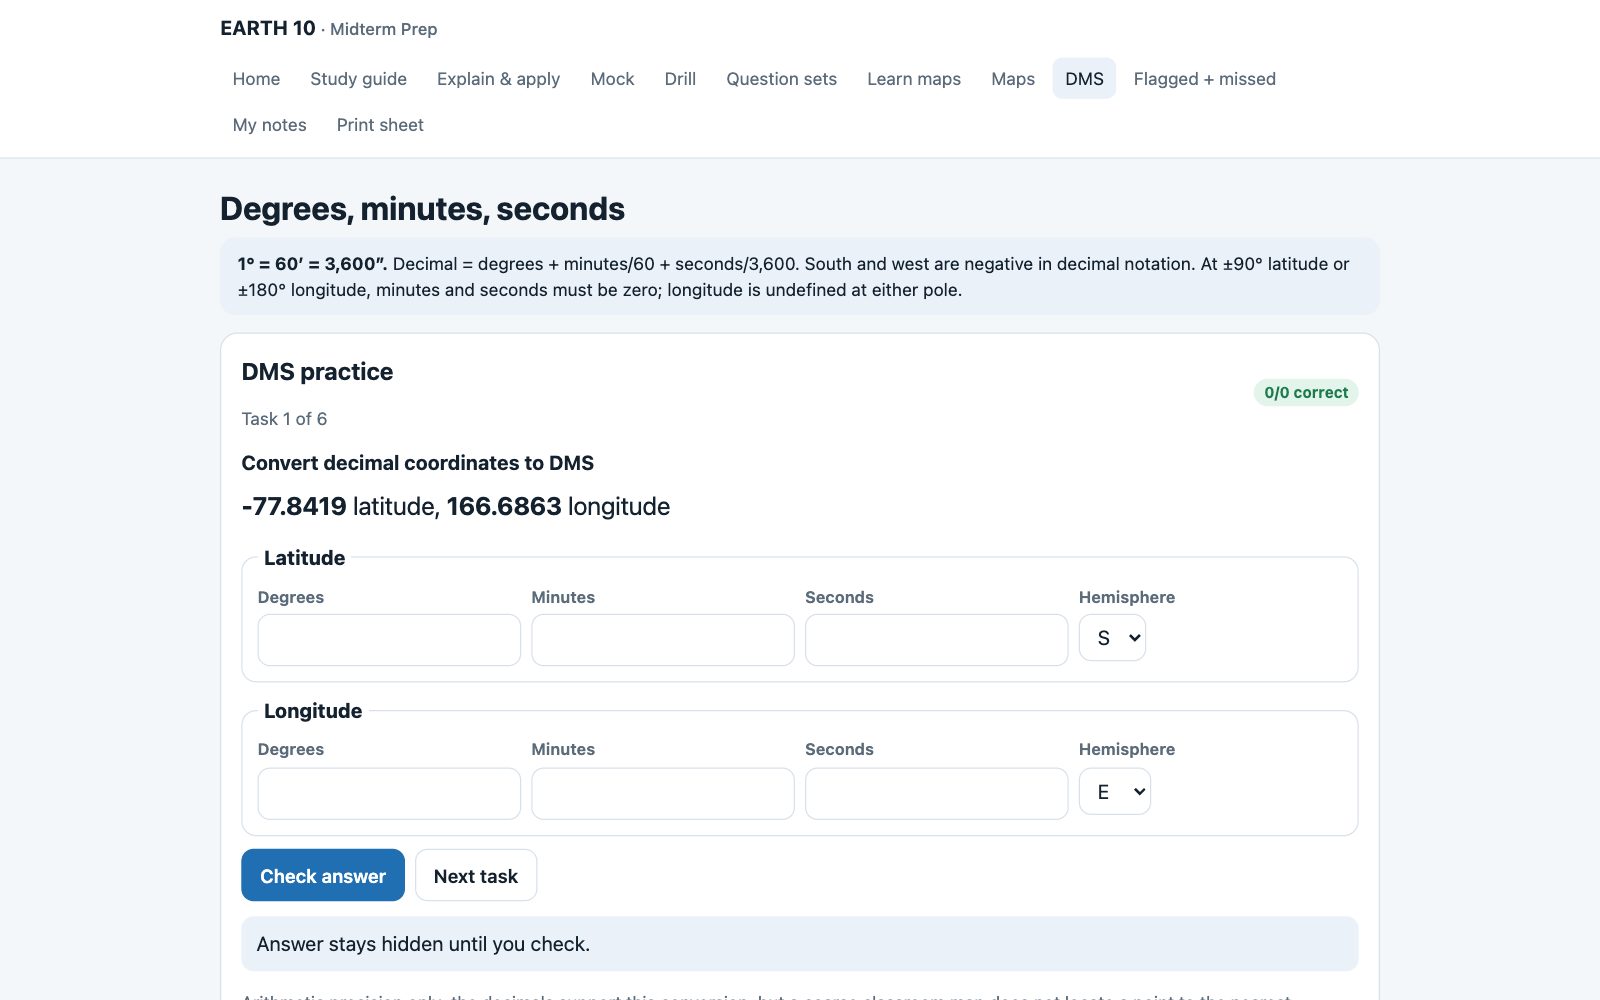 EARTH 10 · Midterm Prep
Home Study guide Explain & apply Mock Drill Question sets Learn maps Maps DMS Flagged + missed
My notes Print sheet
Degrees, minutes, seconds
1° = 60′ = 3,600″. Decimal = degrees + minutes/60 + seconds/3,600. South and west are negative in decimal notation. At ±90° latitude or
±180° longitude, minutes and seconds must be zero; longitude is undefined at either pole.
DMS practice
0/0 correct
Task 1 of 6
Convert decimal coordinates to DMS
-77.8419 latitude, 166.6863 longitude
Latitude
Degrees Minutes Seconds Hemisphere
S
Longitude
Degrees Minutes Seconds Hemisphere
E
Check answer Next task
Answer stays hidden until you check.